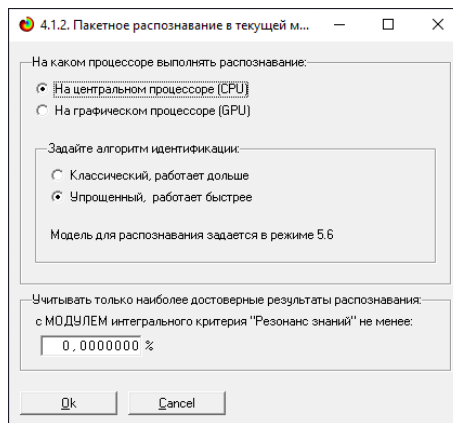 4.1.2. Пакетное распознавание в текущей м...
На каком процессоре выполнять распознавание:
На центральном процессоре (CPU)
На графическом процессоре (GPU)
Задайте алгоритм идентификации:
Классический, работает дольше
Упрощенный, работает быстрее
Модель для распознавания задается в режиме 5.6
Учитывать только наиболее достоверные результаты распознавания:
с МОДУЛЕМ интегрального критерия "Резонанс знаний" не менее:
0,0000000 %
Ok Cancel